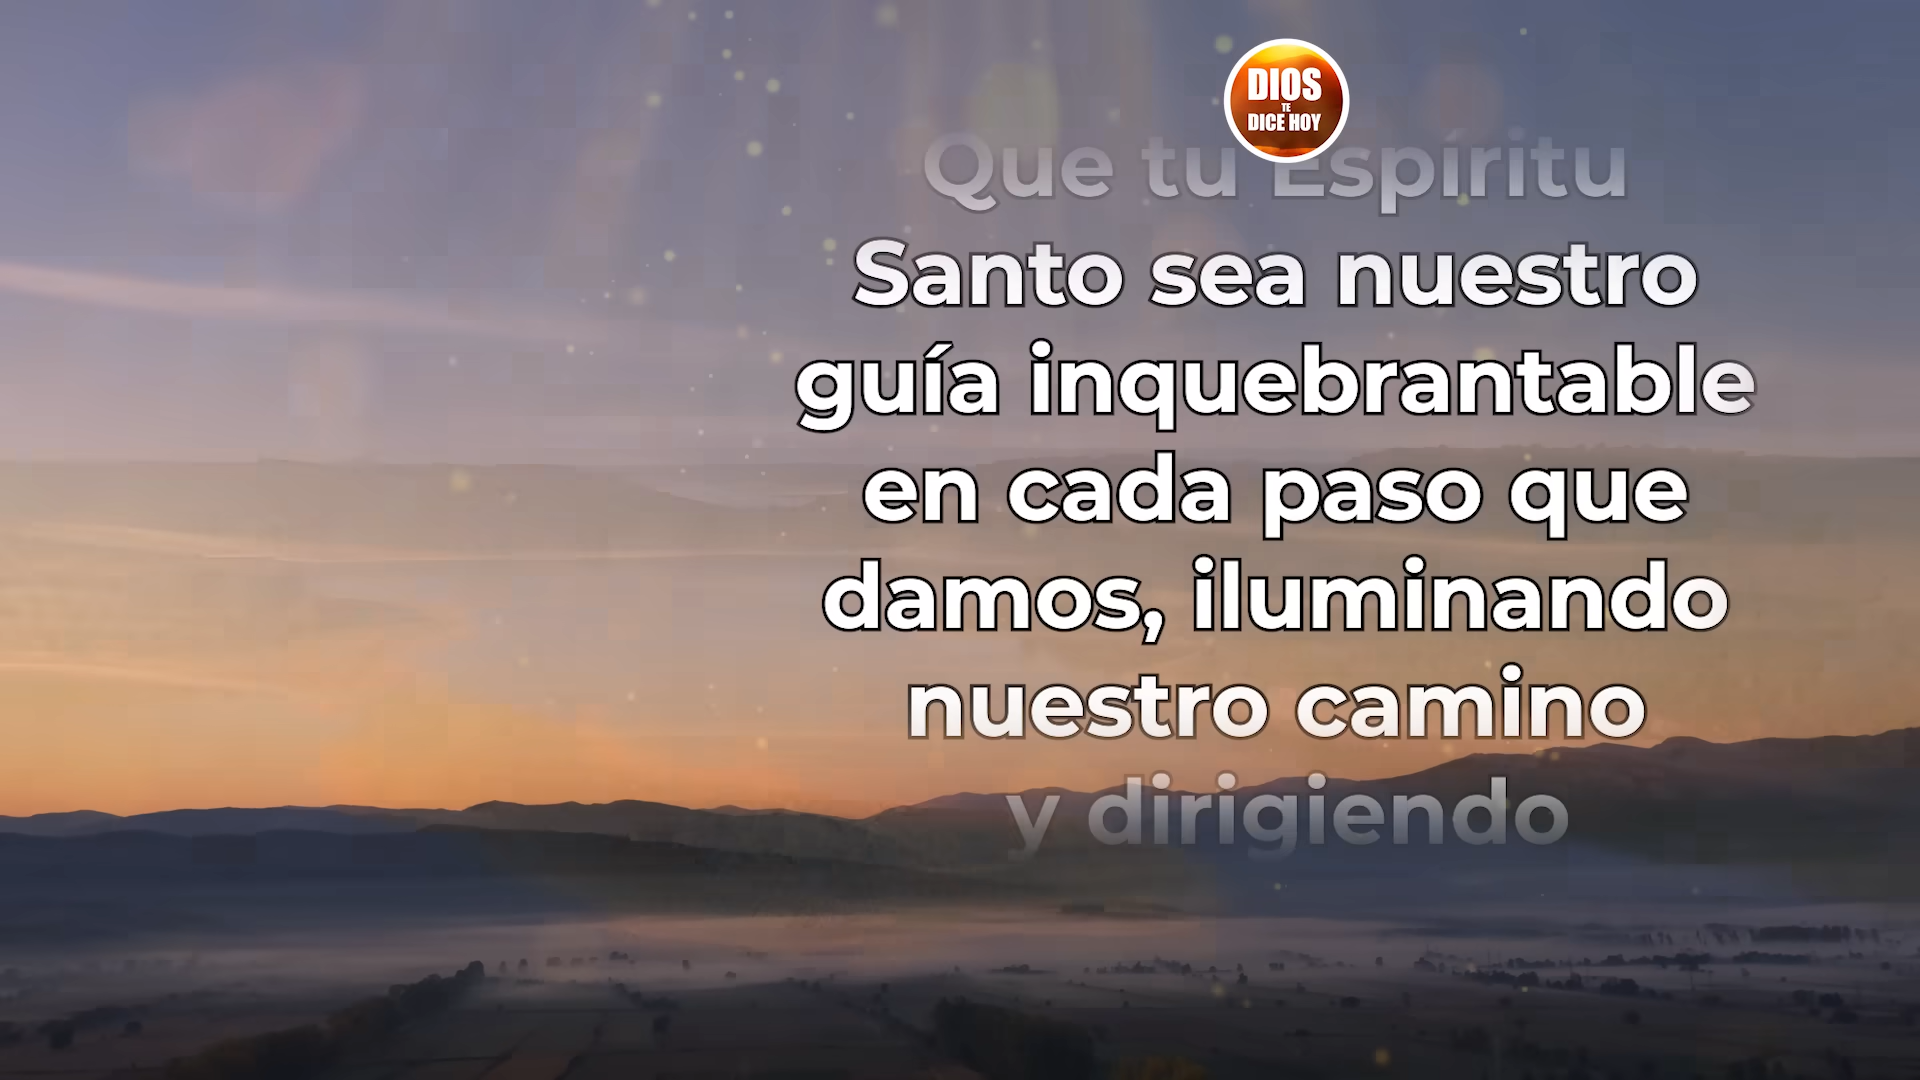 DIOS
TE
DICE HOY
Que tu Espíritu
Santo sea nuestro
guía inquebrantable
en cada paso que
damos, iluminando
nuestro camino
y dirigiendo